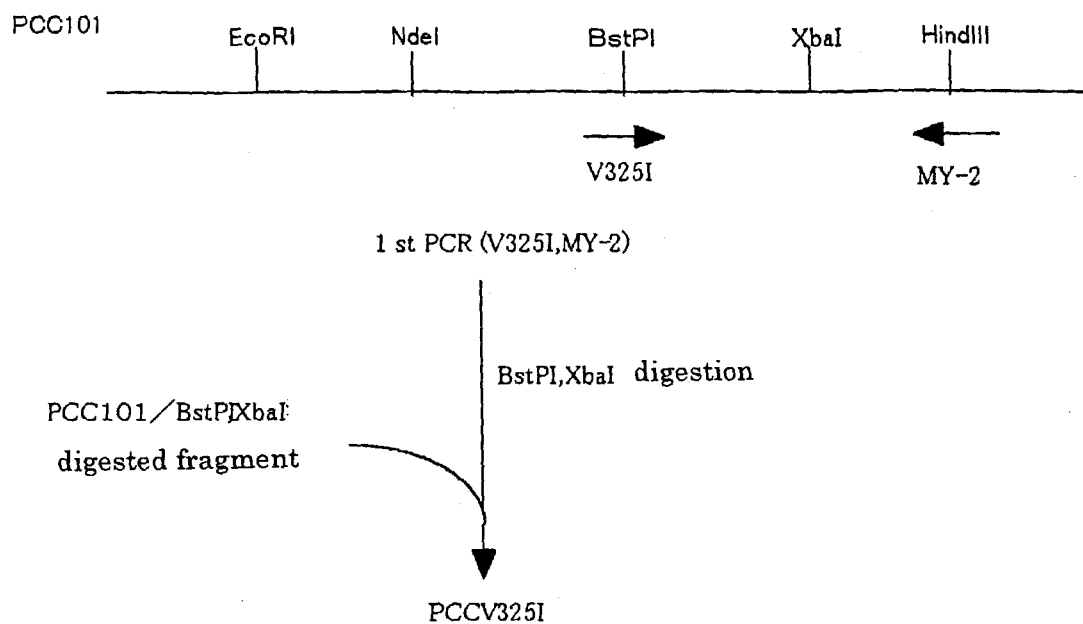 PCC101
EcoRI NdeI BstPI XbaI HindIII
V325I MY-2
1 st PCR (V325I,MY-2)
BstPI,XbaI digestion
PCC101/BstPIXbaI
digested fragment
PCCV325I